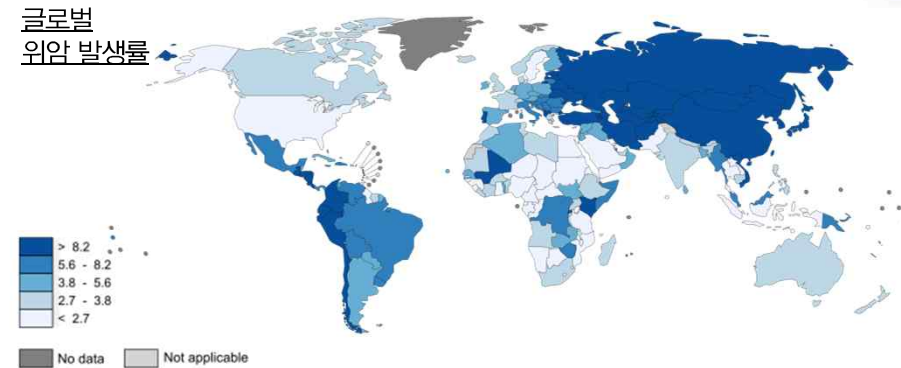 글로벌
위암 발생률
> 8.2
5.6 - 8.2
3.8 - 5.6
2.7 - 3.8
< 2.7
No data
Not applicable